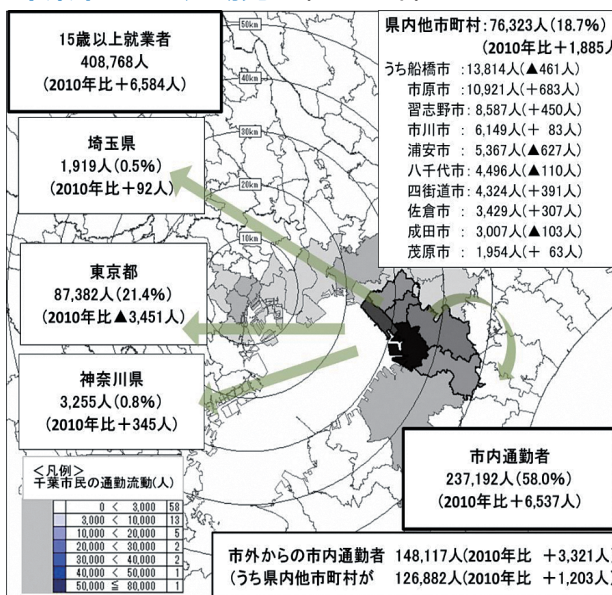 15歳以上就業者
408,768人
(2010年比+6,584人)
県内他市町村:76,323人(18.7%)
(2010年比+1,885人
うち船橋市 :13,814人(▲461人)
市原市 :10,921人(+683人)
習志野市: 8,587人(+450人)
市川市 : 6,149人(+ 83人)
浦安市 : 5,367人(▲627人)
八千代市 : 4,496人(▲110人)
四街道市 : 4,324人(+391人)
佐倉市 : 3,429人(+307人)
成田市 : 3,007人(▲103人)
茂原市 : 1,954人(+ 63人)
50km
40km
30km
20km
10km
埼玉県
1,919人(0.5%)
(2010年比+92人)
東京都
87,382人(21.4%)
(2010年比▲3,451人)
神奈川県
3,255人(0.8%)
(2010年比+345人)
市内通勤者
237,192人(58.0%)
(2010年比+6,537人)
<凡例>
千葉市民の通勤流動(人)
0 < 3,000 58
3,000 < 10,000 13
10,000 < 20,000 5
20,000 < 30,000 2
30,000 < 40,000 2
40,000 < 50,000 1
50,000 ≦ 80,000 1
市外からの市内通勤者 148,117人(2010年比 +3,321人)
(うち県内他市町村が 126,882人(2010年比 +1,203人)